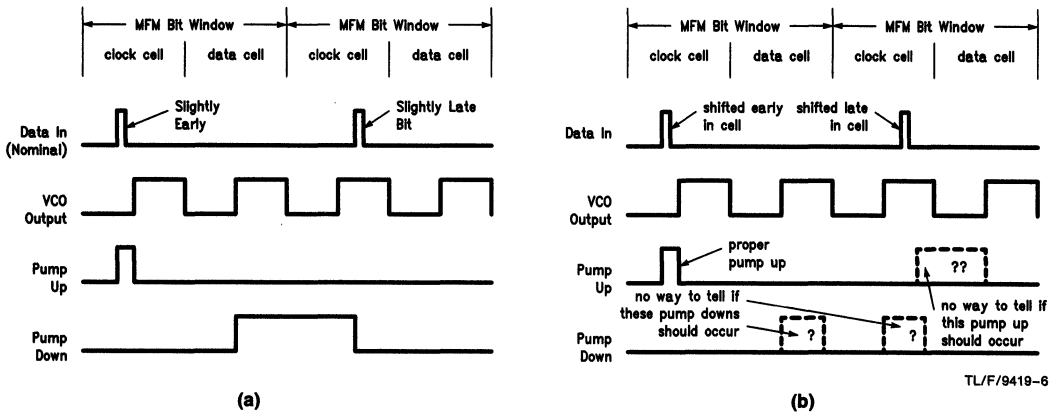 MFM Bit Window
MFM Bit Window
clock cell
data cell
clock cell
data cell
Slightly
Early
Slightly Late
Bit
Data In
(Nominal)
VCO
Output
Pump
Up
Pump
Down
(a)
MFM Bit Window
MFM Bit Window
clock cell
data cell
clock cell
data cell
shifted early
in cell
shifted late
in cell
Data In
VCO
Output
proper
pump up
??
Pump
Up
no way to tell if
these pump downs
should occur
no way to tell if
this pump up
should occur
?
?
Pump
Down
TL/F/9419-6
(b)